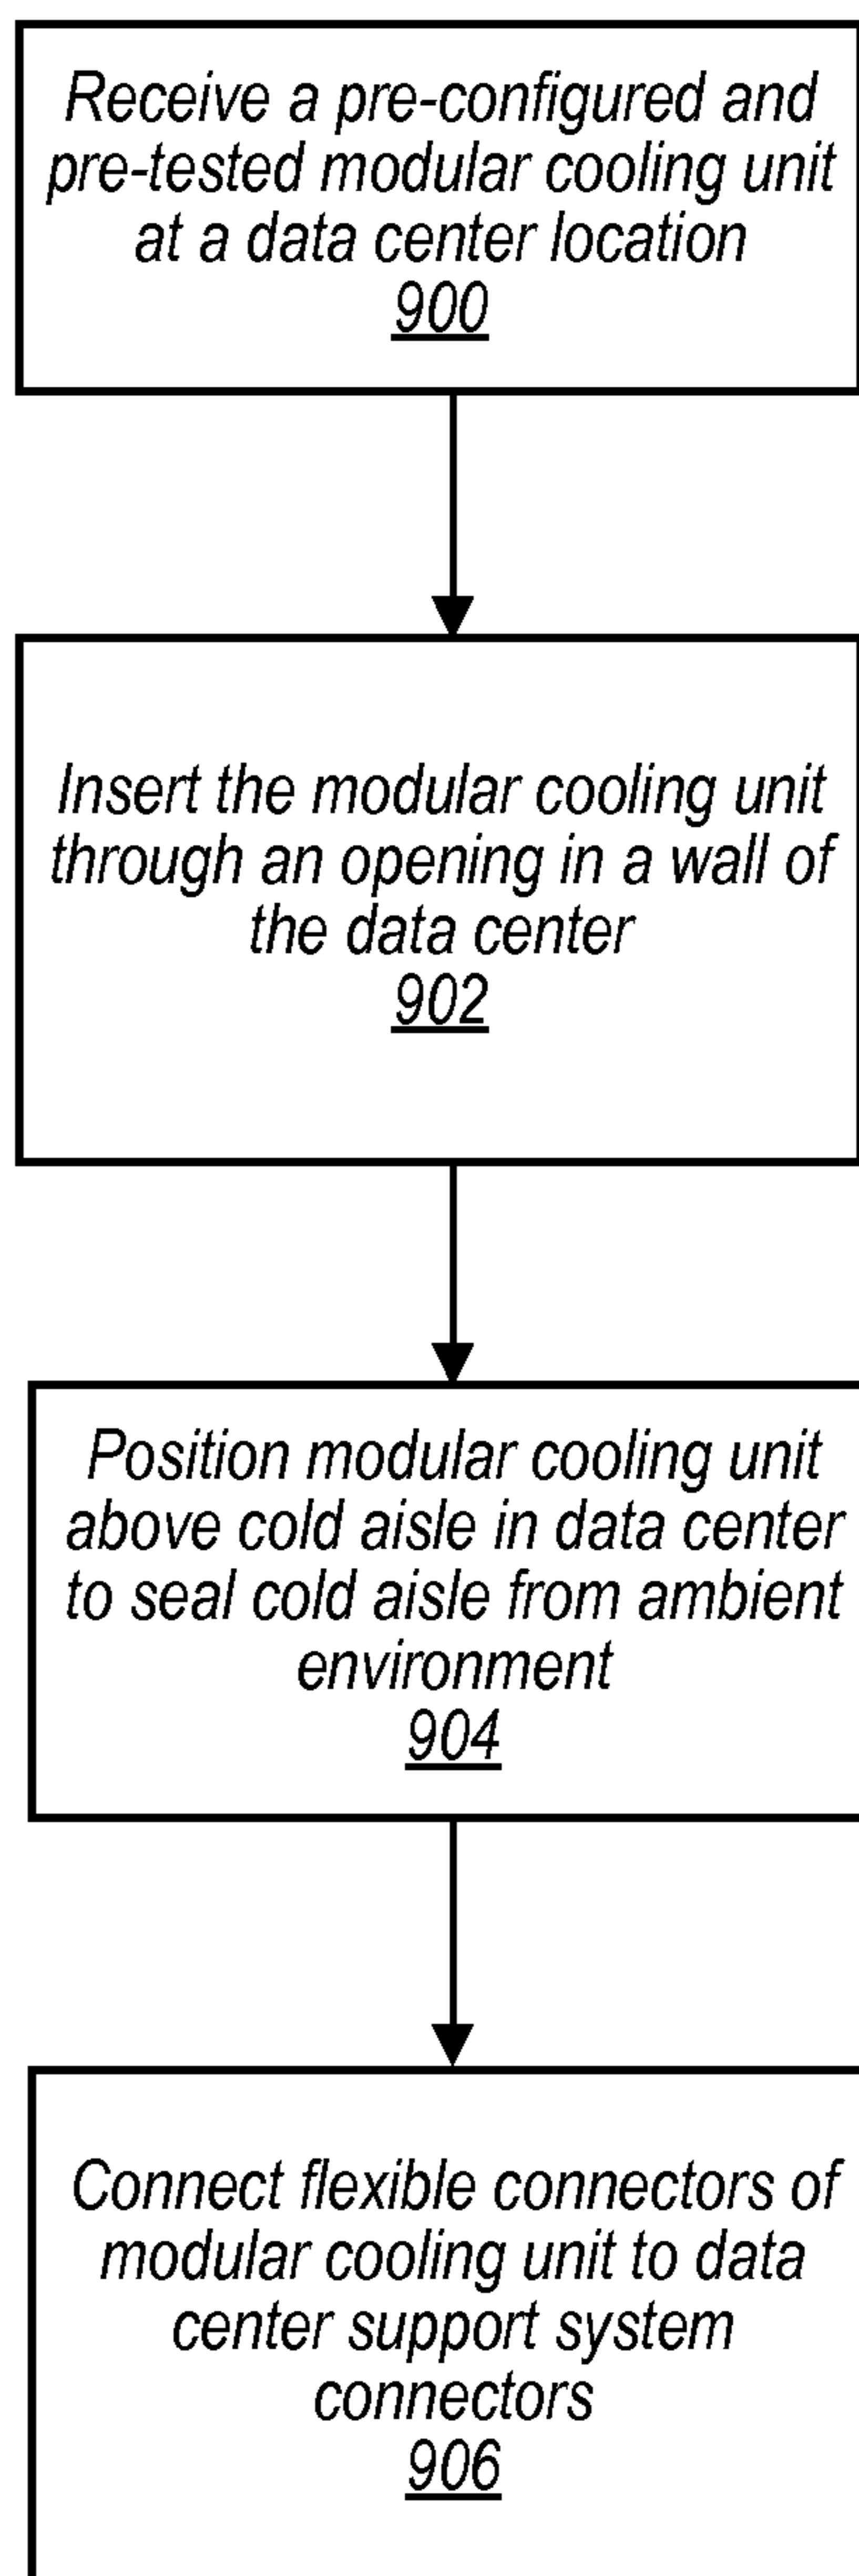 Receive a pre-configured and
pre-tested modular cooling unit
at a data center location
900
Insert the modular cooling unit
through an opening in a wall of
the data center
902
Position modular cooling unit
above cold aisle in data center
to seal cold aisle from ambient
environment
904
Connect flexible connectors of
modular cooling unit to data
center support system
connectors
906